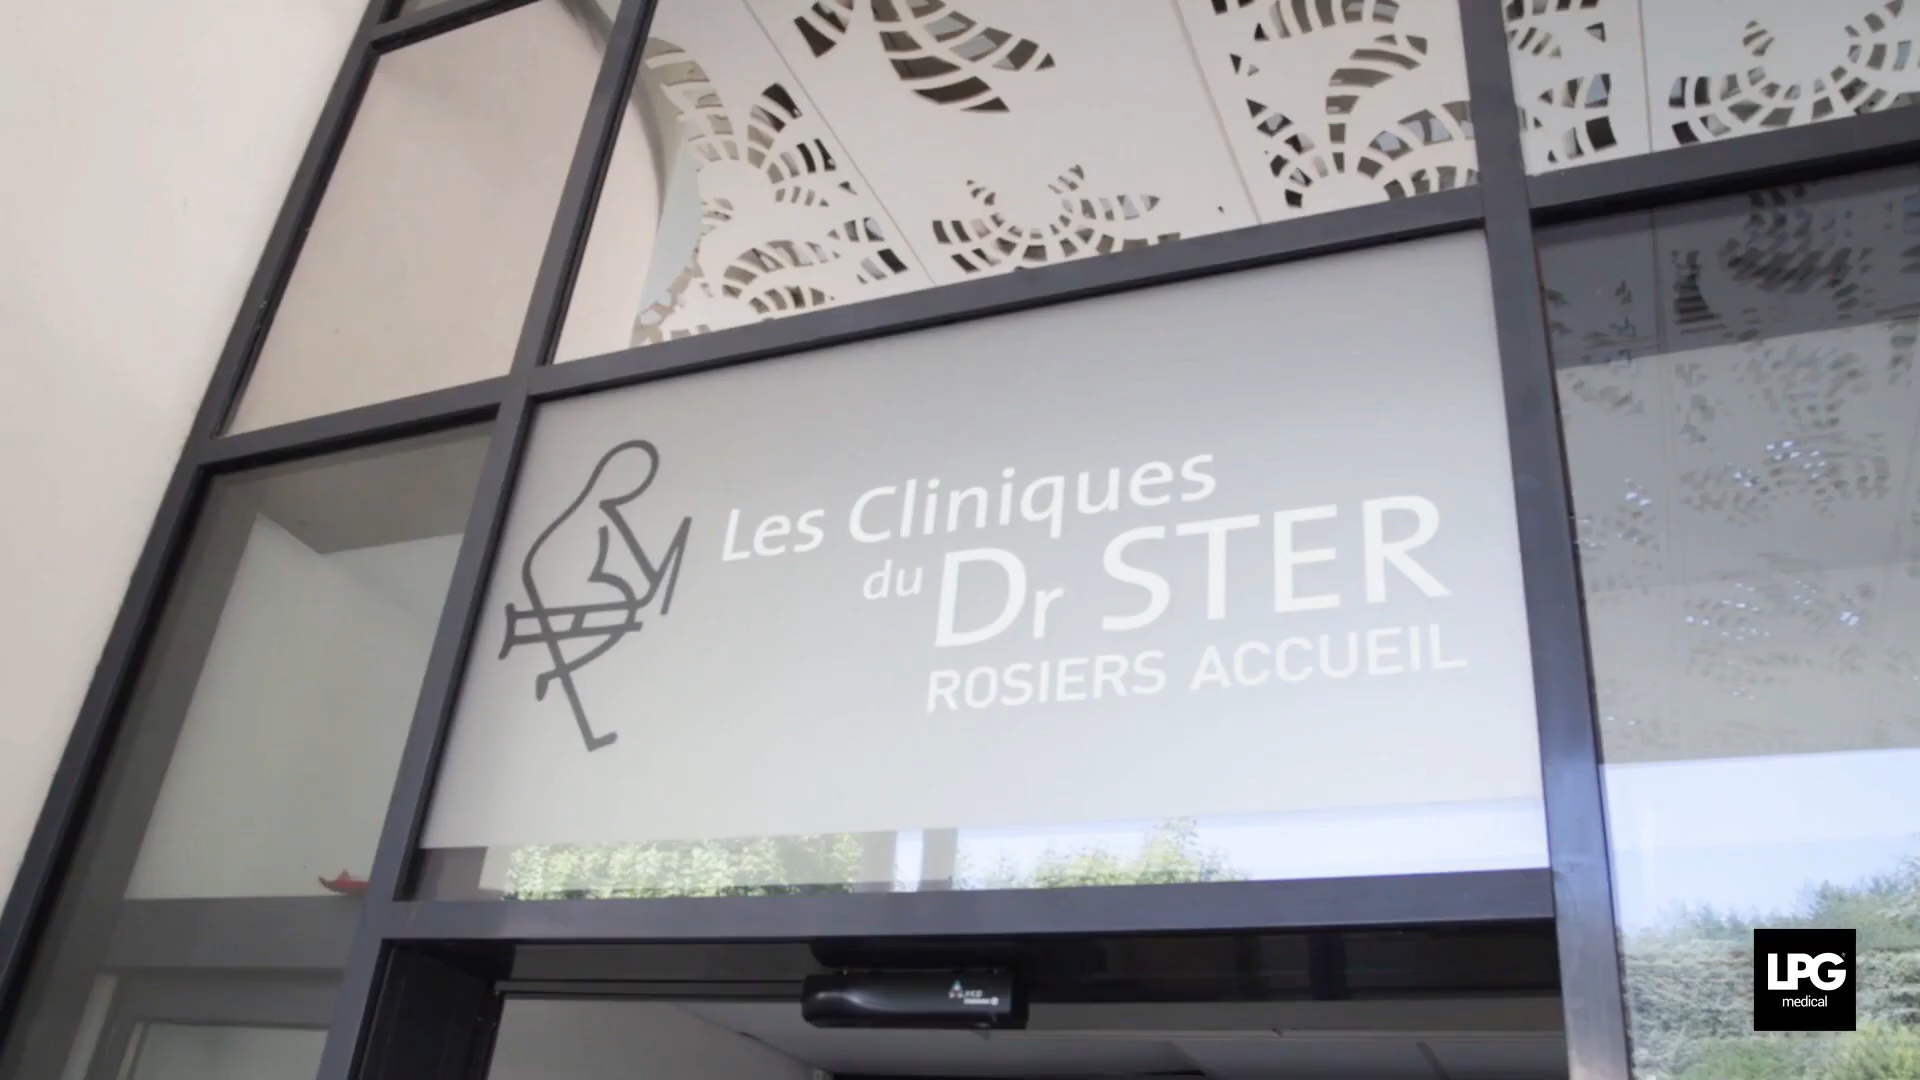 Les Cliniques
du Dr STER
ROSIERS ACCUEIL
LPG
medical